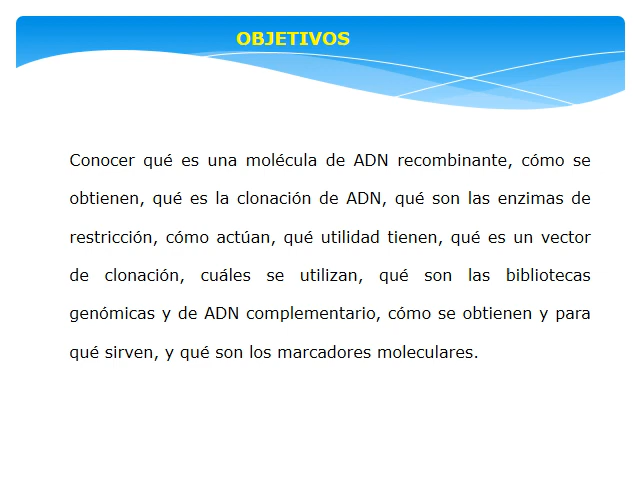 OBJETIVOS
Conocer qué es una molécula de ADN recombinante, cómo se
obtienen, qué es la clonación de ADN, qué son las enzimas de
restricción, cómo actúan, qué utilidad tienen, qué es un vector
de clonación, cuáles se utilizan, qué son las bibliotecas
genómicas y de ADN complementario, cómo se obtienen y para
qué sirven, y qué son los marcadores moleculares.